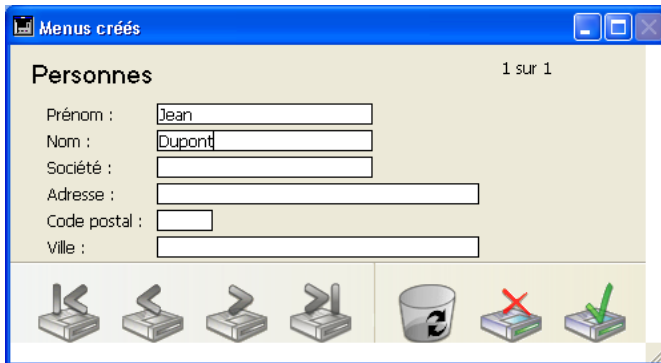 Menus créés
Personnes
1 sur 1
Prénom : Jean
Nom : Dupont
Société :
Adresse :
Code postal :
Ville :